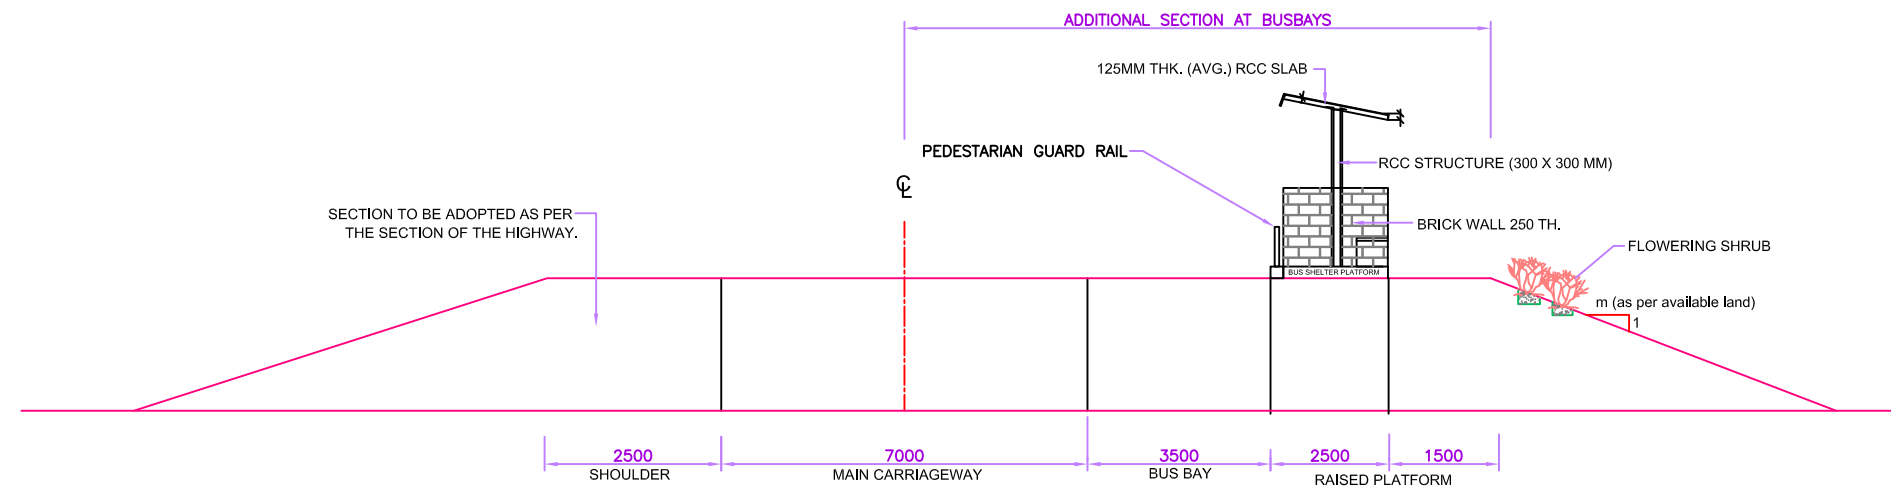 ADDITIONAL SECTION AT BUSBAYS
125MM THK. (AVG.) RCC SLAB
PEDESTARIAN GUARD RAIL
RCC STRUCTURE (300 X 300 MM)
℄
SECTION TO BE ADOPTED AS PER
THE SECTION OF THE HIGHWAY.
BRICK WALL 250 TH.
FLOWERING SHRUB
BUS SHELTER PLATFORM
m (as per available land)
1
2500
SHOULDER
7000
MAIN CARRIAGEWAY
3500
BUS BAY
2500
RAISED PLATFORM
1500